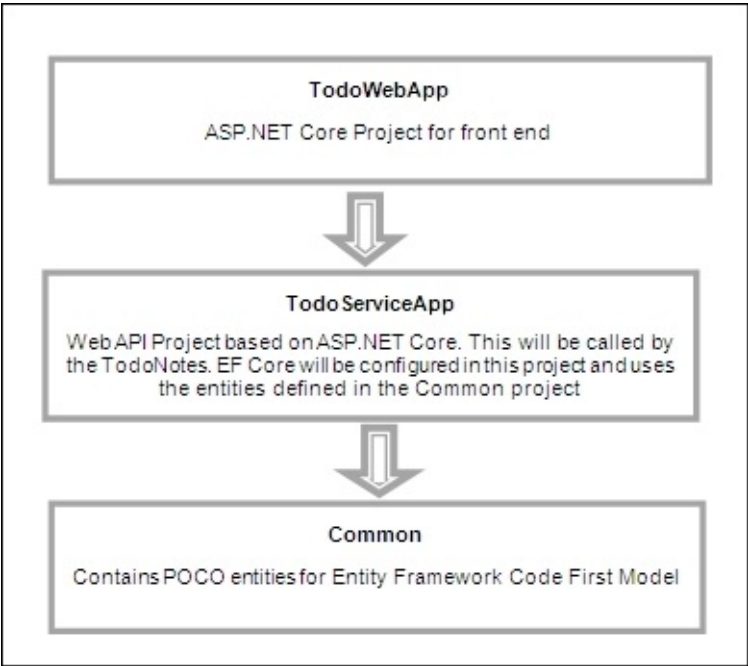 TodoWebApp
ASP.NET Core Project for front end
TodoServiceApp
Web API Project based on ASP.NET Core. This will be called by
the TodoNotes. EF Core will be configured in this project and uses
the entities defined in the Common project
Common
Contains POCO entities for Entity Framework Code First Model